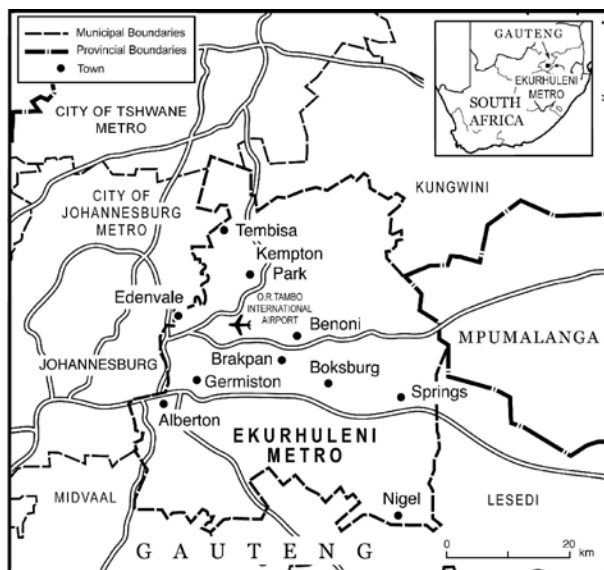 Municipal Boundaries
Provincial Boundaries
Town
GAUTENG
EKURHULENI
METRO
SOUTH
AFRICA
CITY OF TSHWANE
METRO
CITY OF
JOHANNESBURG
METRO
KUNGWINI
Tembisa
Kempton
Park
Edenvale
O.R.TAMBO
INTERNATIONAL
AIRPORT
Benoni
MPUMALANGA
JOHANNESBURG
Brakpan
Boksburg
Germiston
Springs
Alberton
EKURHULENI
METRO
MIDVAAL
Nigel
LESEDI
GAUTENG
0 20
km